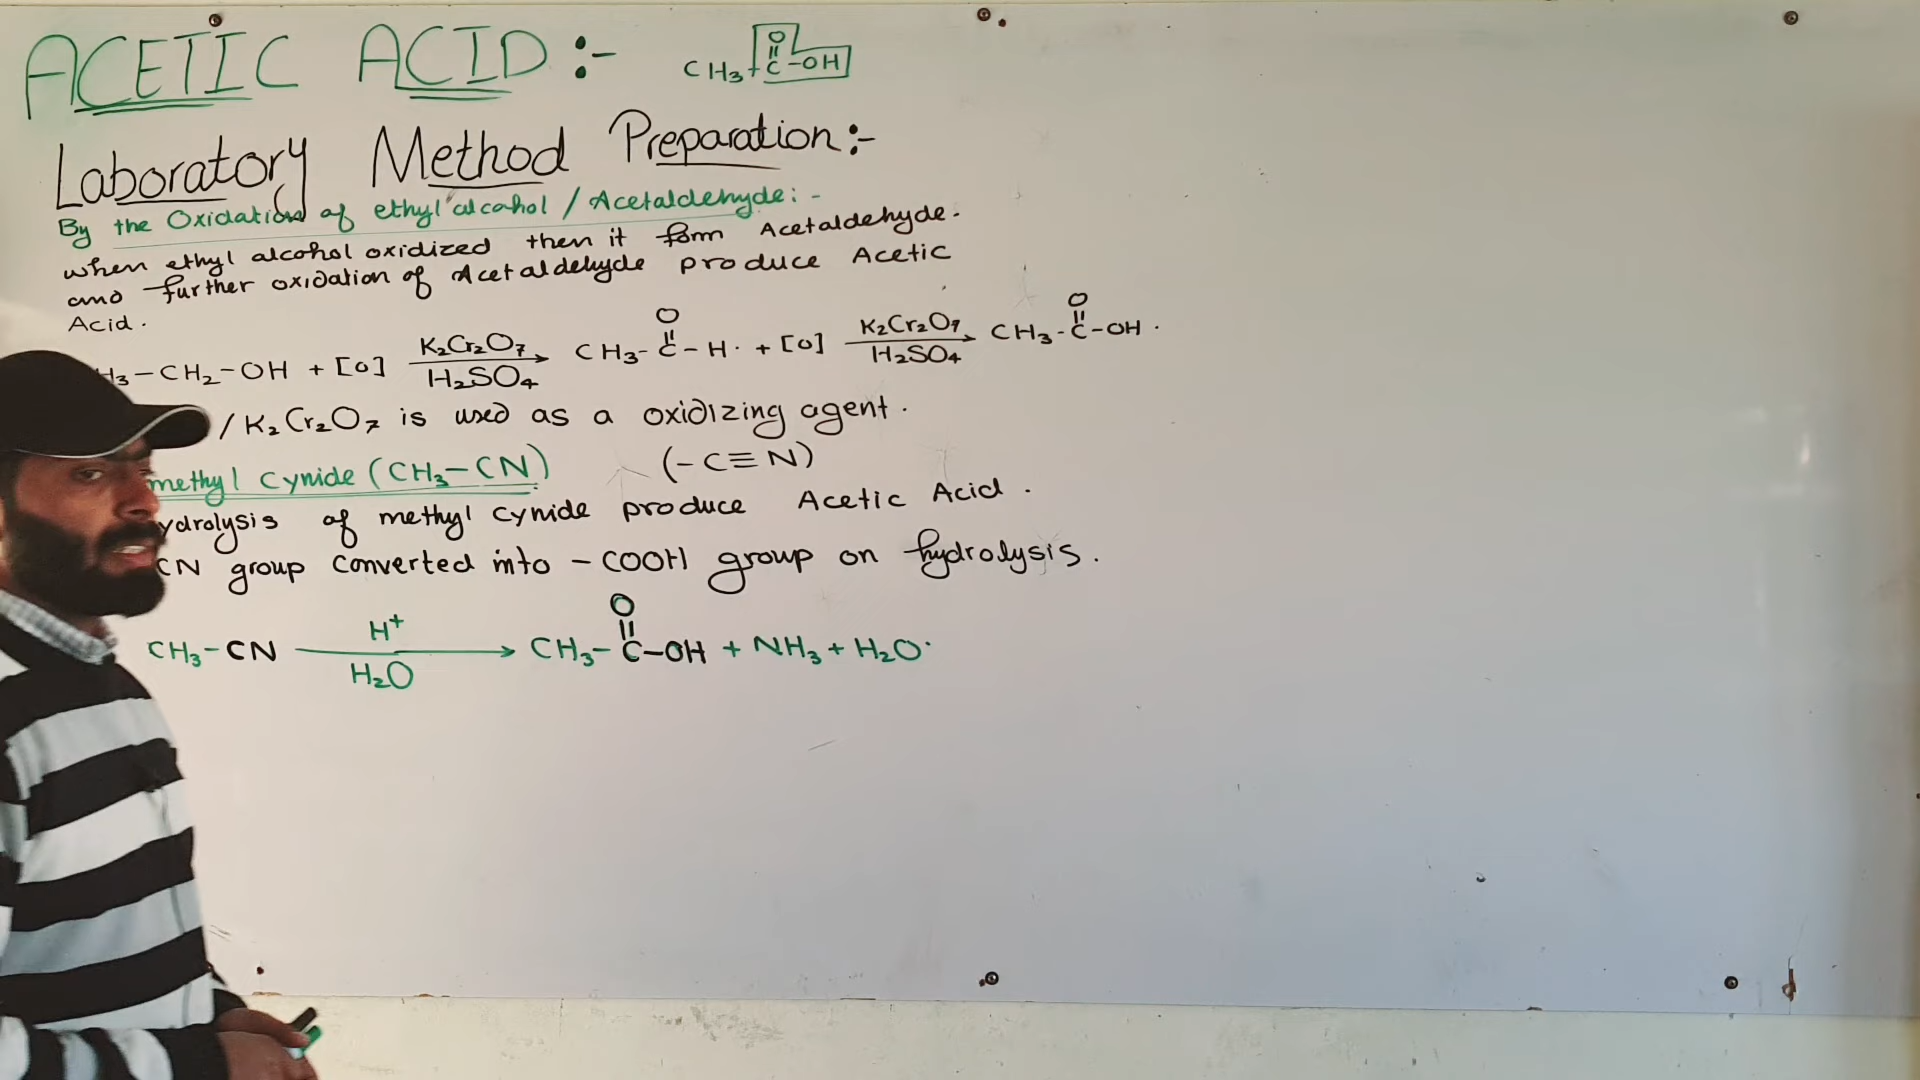 ACETIC ACID :- CH3-C-OH
O
Laboratory Method Preparation:-
By the Oxidation of ethyl alcohol / Acetaldehyde:-
when ethyl alcohol oxidized then it form Acetaldehyde.
and further oxidation of Acetaldehyde produce Acetic
Acid.
H3-CH2-OH + [O] K2Cr2O7 / H2SO4 → CH3-C(=O)-H. + [O] K2Cr2O7 / H2SO4 → CH3-C(=O)-OH.
/ K2Cr2O7 is used as a oxidizing agent.
methyl Cynide (CH3-CN) (-C≡N)
ydrolysis of methyl cynide produce Acetic Acid.
CN group converted into -COOH group on hydrolysis.
CH3-CN H+ / H2O → CH3-C(=O)-OH + NH3 + H2O.